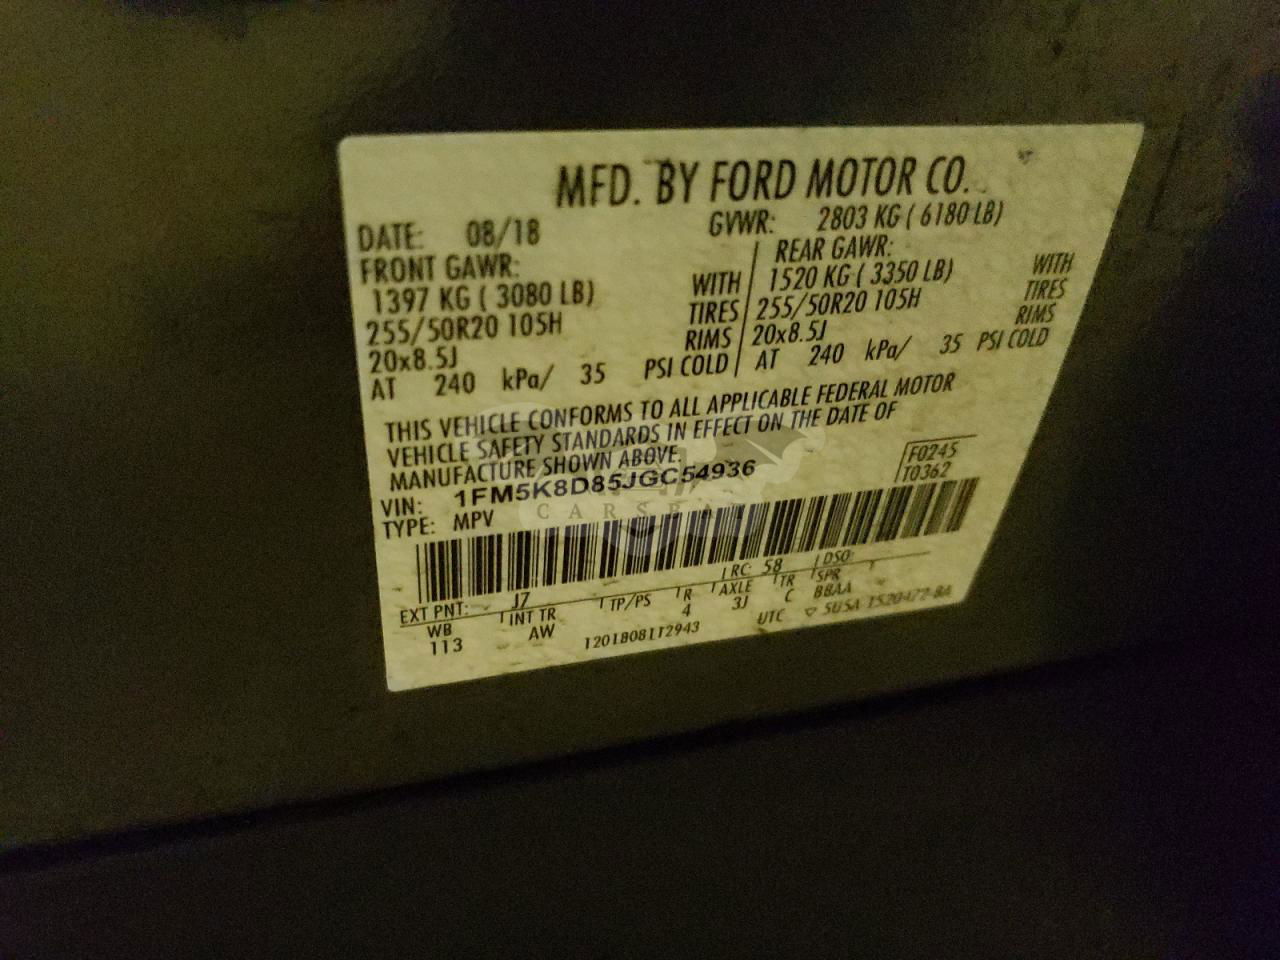 MFD. BY FORD MOTOR CO.
DATE: 08/18 GVWR: 2803 KG ( 6180 LB)
FRONT GAWR: REAR GAWR:
1397 KG ( 3080 LB) WITH 1520 KG ( 3350 LB) WITH
255/50R20 105H TIRES 255/50R20 105H TIRES
20x8.5J RIMS 20x8.5J RIMS
AT 240 kPa/ 35 PSI COLD AT 240 kPa/ 35 PSI COLD
THIS VEHICLE CONFORMS TO ALL APPLICABLE FEDERAL MOTOR
VEHICLE SAFETY STANDARDS IN EFFECT ON THE DATE OF
MANUFACTURE SHOWN ABOVE.
VIN: 1FM5K8D85JGC54936
F0245
T0362
TYPE: MPV
RC: 58 DSO:
EXT PNT: J7
WB INT TR TP/PS R AXLE TR SPR
113 AW 4 3J C BBAA
1201808112943 UTC